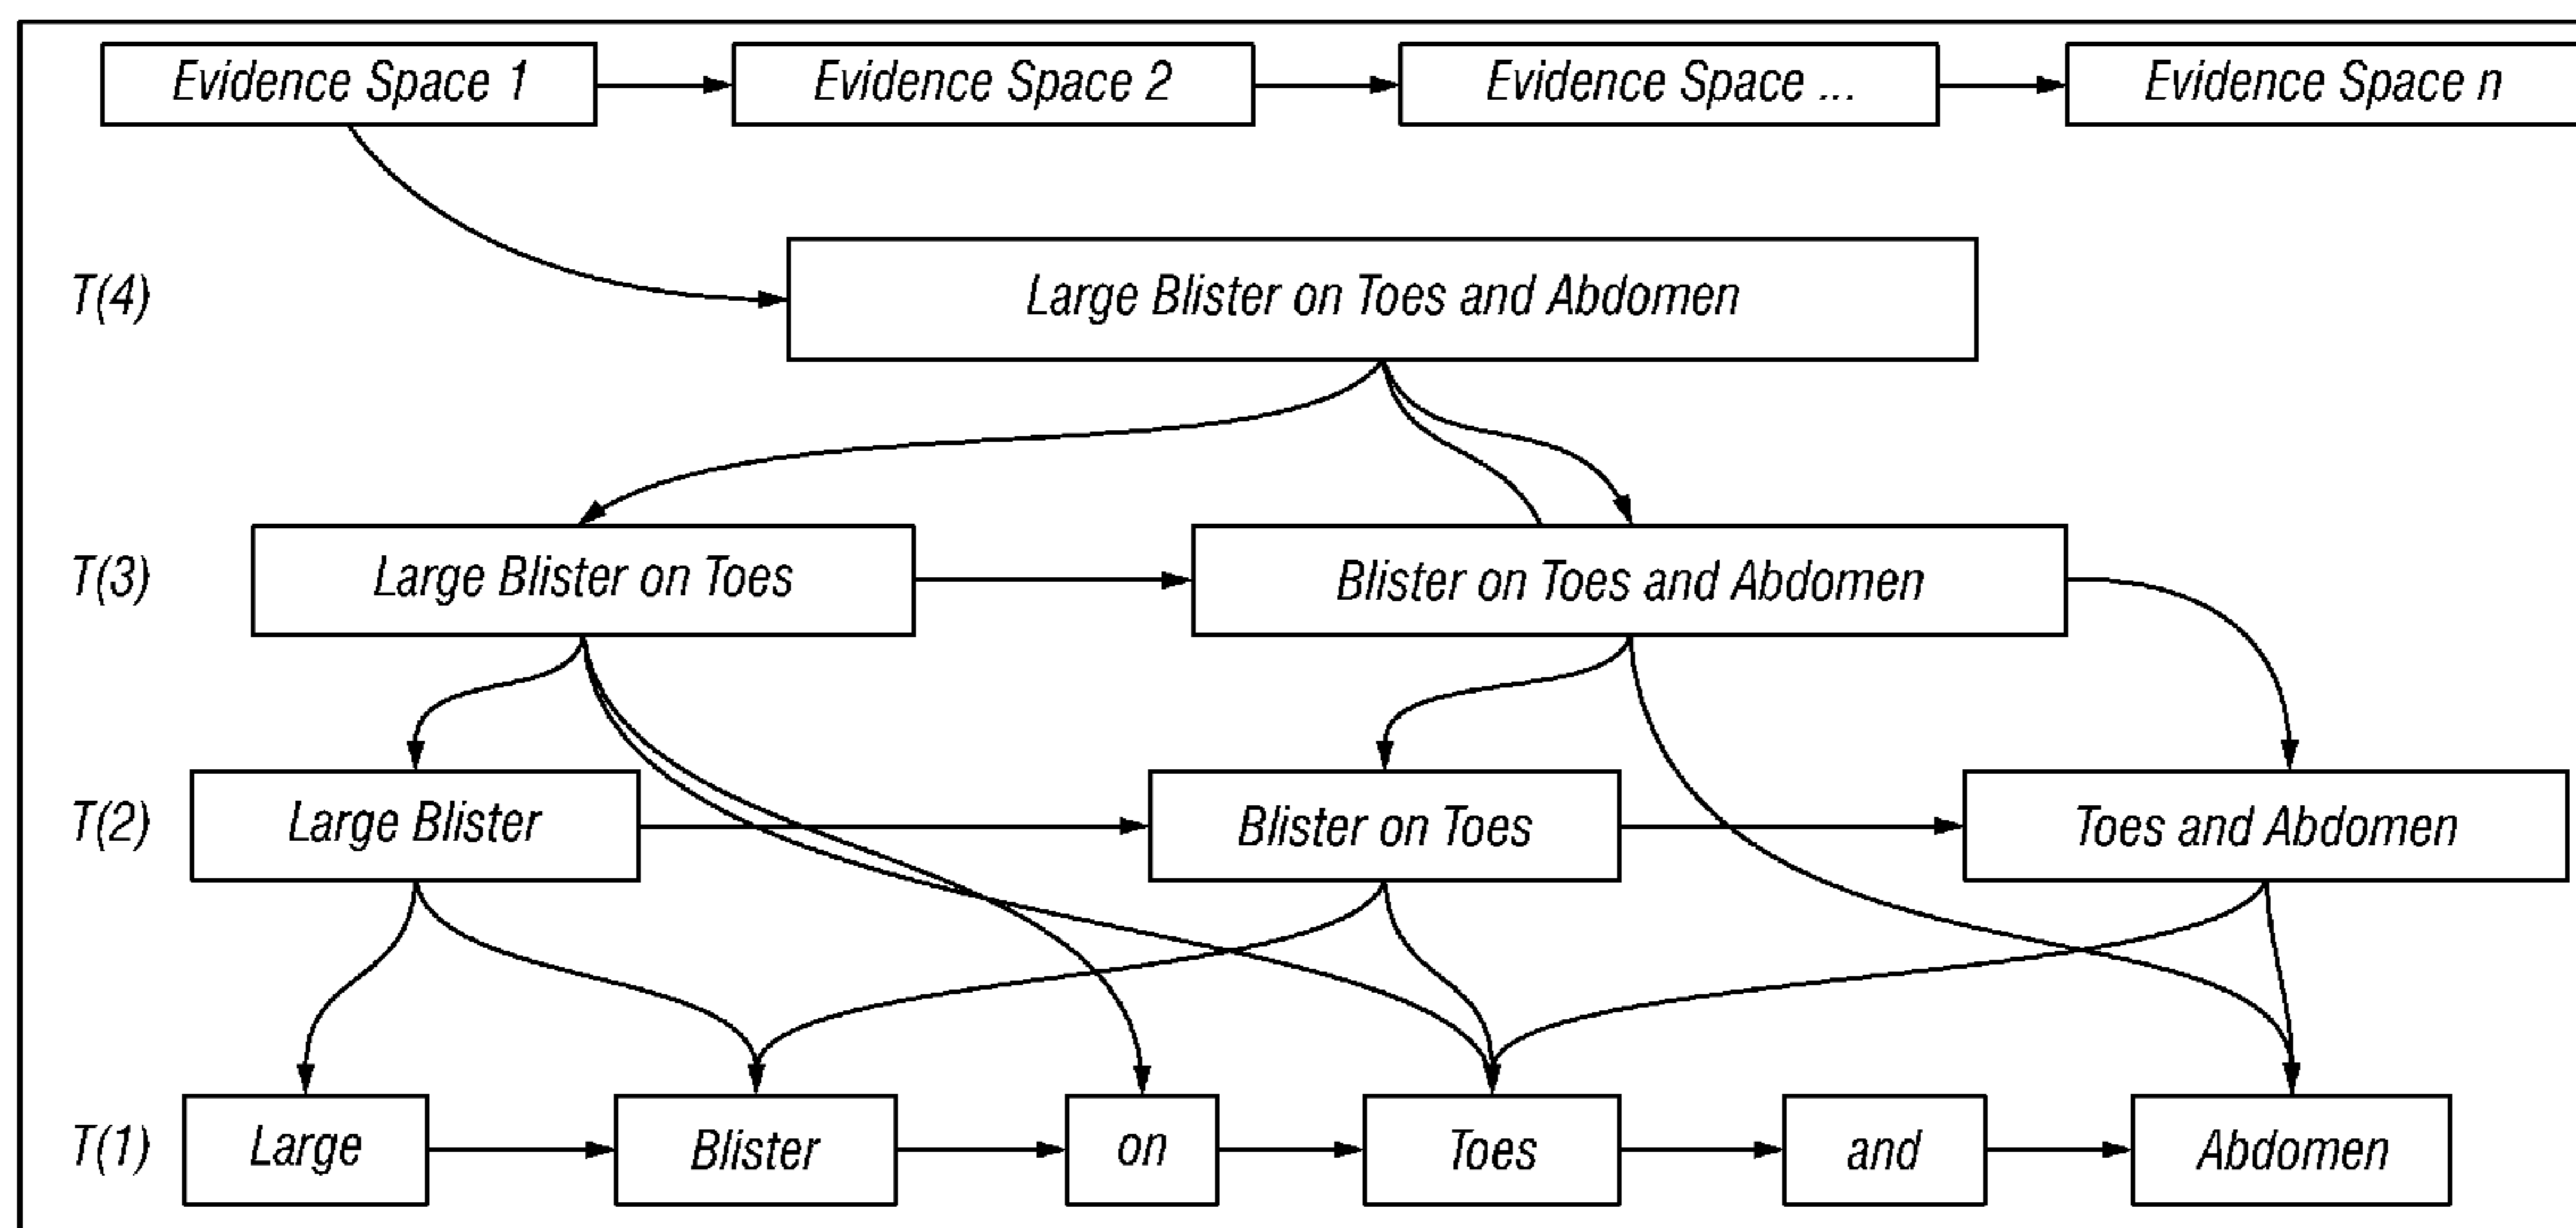 Evidence Space 1 Evidence Space 2 Evidence Space ... Evidence Space n
T(4) Large Blister on Toes and Abdomen
T(3) Large Blister on Toes Blister on Toes and Abdomen
T(2) Large Blister Blister on Toes Toes and Abdomen
T(1) Large Blister on Toes and Abdomen